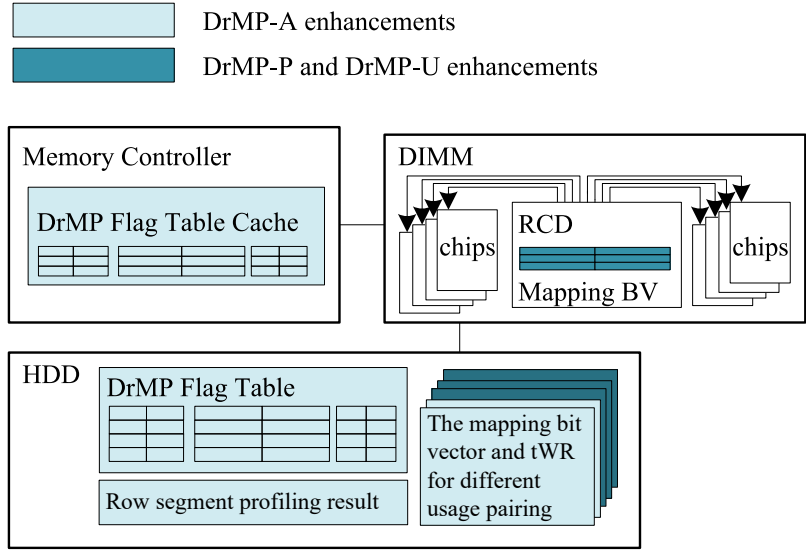 DrMP-A enhancements
DrMP-P and DrMP-U enhancements
Memory Controller
DrMP Flag Table Cache
DIMM
chips
RCD
Mapping BV
chips
HDD
DrMP Flag Table
Row segment profiling result
The mapping bit
vector and tWR
for different
usage pairing